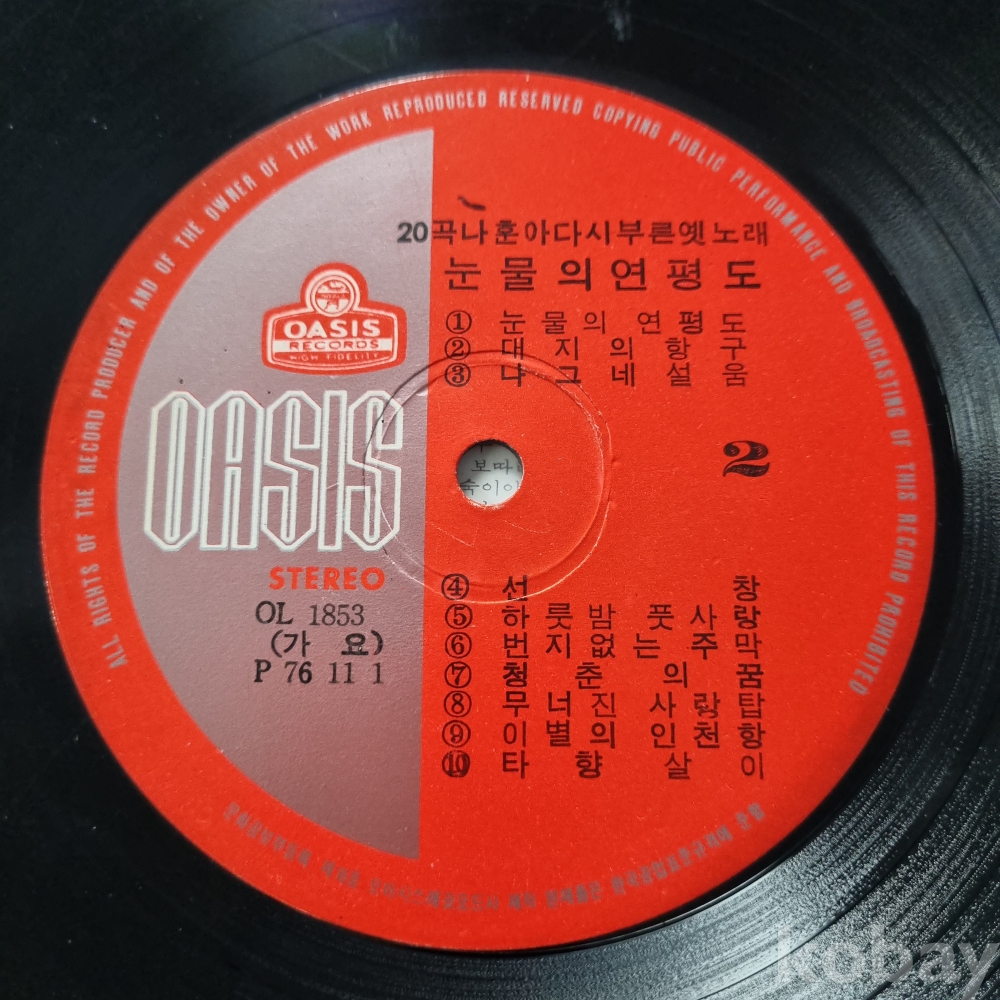 ALL RIGHTS OF THE RECORD PRODUCER AND OF THE OWNER OF THE WORK REPRODUCED RESERVED COPYING PUBLIC PERFORMANCE AND BROADCASTING OF THIS RECORD PROHIBITED
20곡나훈아다시부른옛노래
눈물의연평도
① 눈물의 연평도
② 대지의항구
③ 나그네설움
OASIS
RECORDS
HIGH FIDELITY
OASIS
2
보따
숙이이
STEREO
OL 1853
(가요)
P 76 11 1
④ 선창
⑤ 하룻밤 풋사랑
⑥ 번지없는주막
⑦ 청춘의꿈
⑧ 무너진 사랑탑
⑨ 이별의 인천항
⑩ 타향살이
kobay